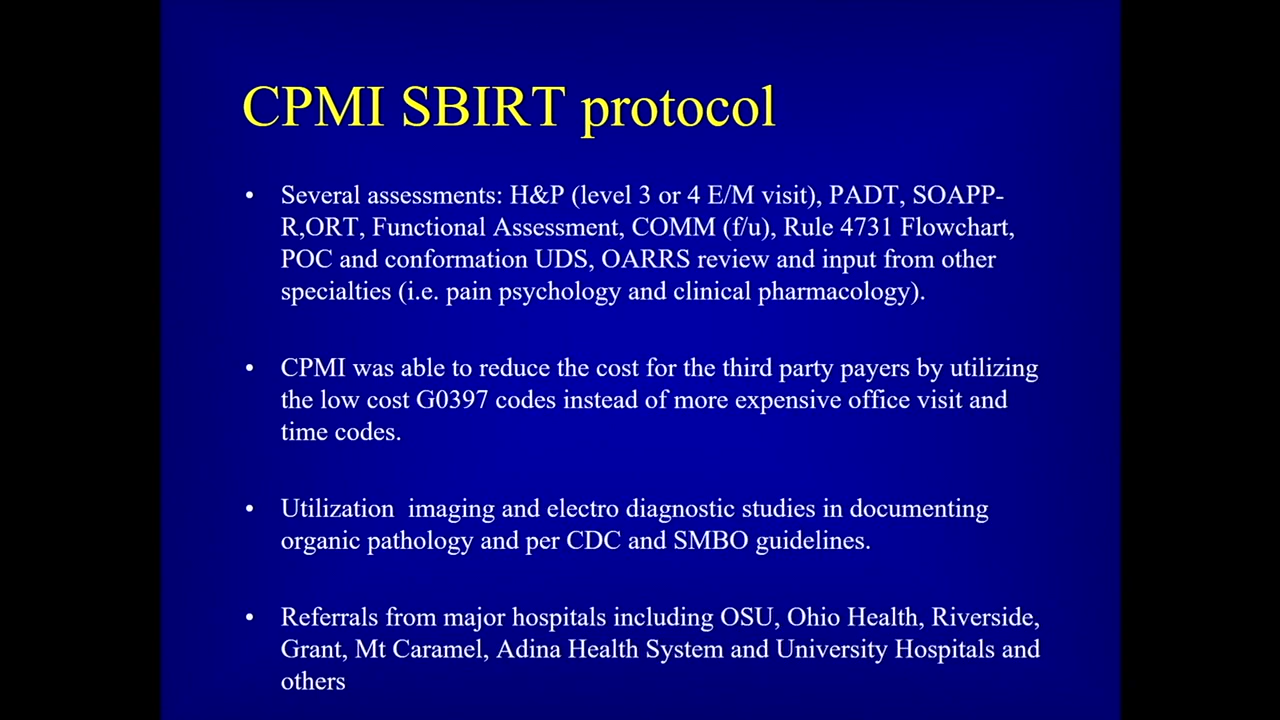 CPMI SBIRT protocol
• Several assessments: H&P (level 3 or 4 E/M visit), PADT, SOAPP-
R,ORT, Functional Assessment, COMM (f/u), Rule 4731 Flowchart,
POC and conformation UDS, OARRS review and input from other
specialties (i.e. pain psychology and clinical pharmacology).
• CPMI was able to reduce the cost for the third party payers by utilizing
the low cost G0397 codes instead of more expensive office visit and
time codes.
• Utilization  imaging and electro diagnostic studies in documenting
organic pathology and per CDC and SMBO guidelines.
• Referrals from major hospitals including OSU, Ohio Health, Riverside,
Grant, Mt Caramel, Adina Health System and University Hospitals and
others